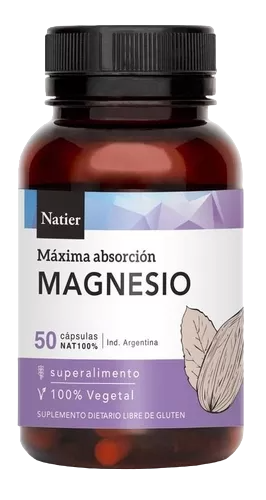 Natier
Máxima absorción
MAGNESIO
50 cápsulas
NAT100% Ind. Argentina
superalimento
100% Vegetal
SUPLEMENTO DIETARIO LIBRE DE GLUTEN